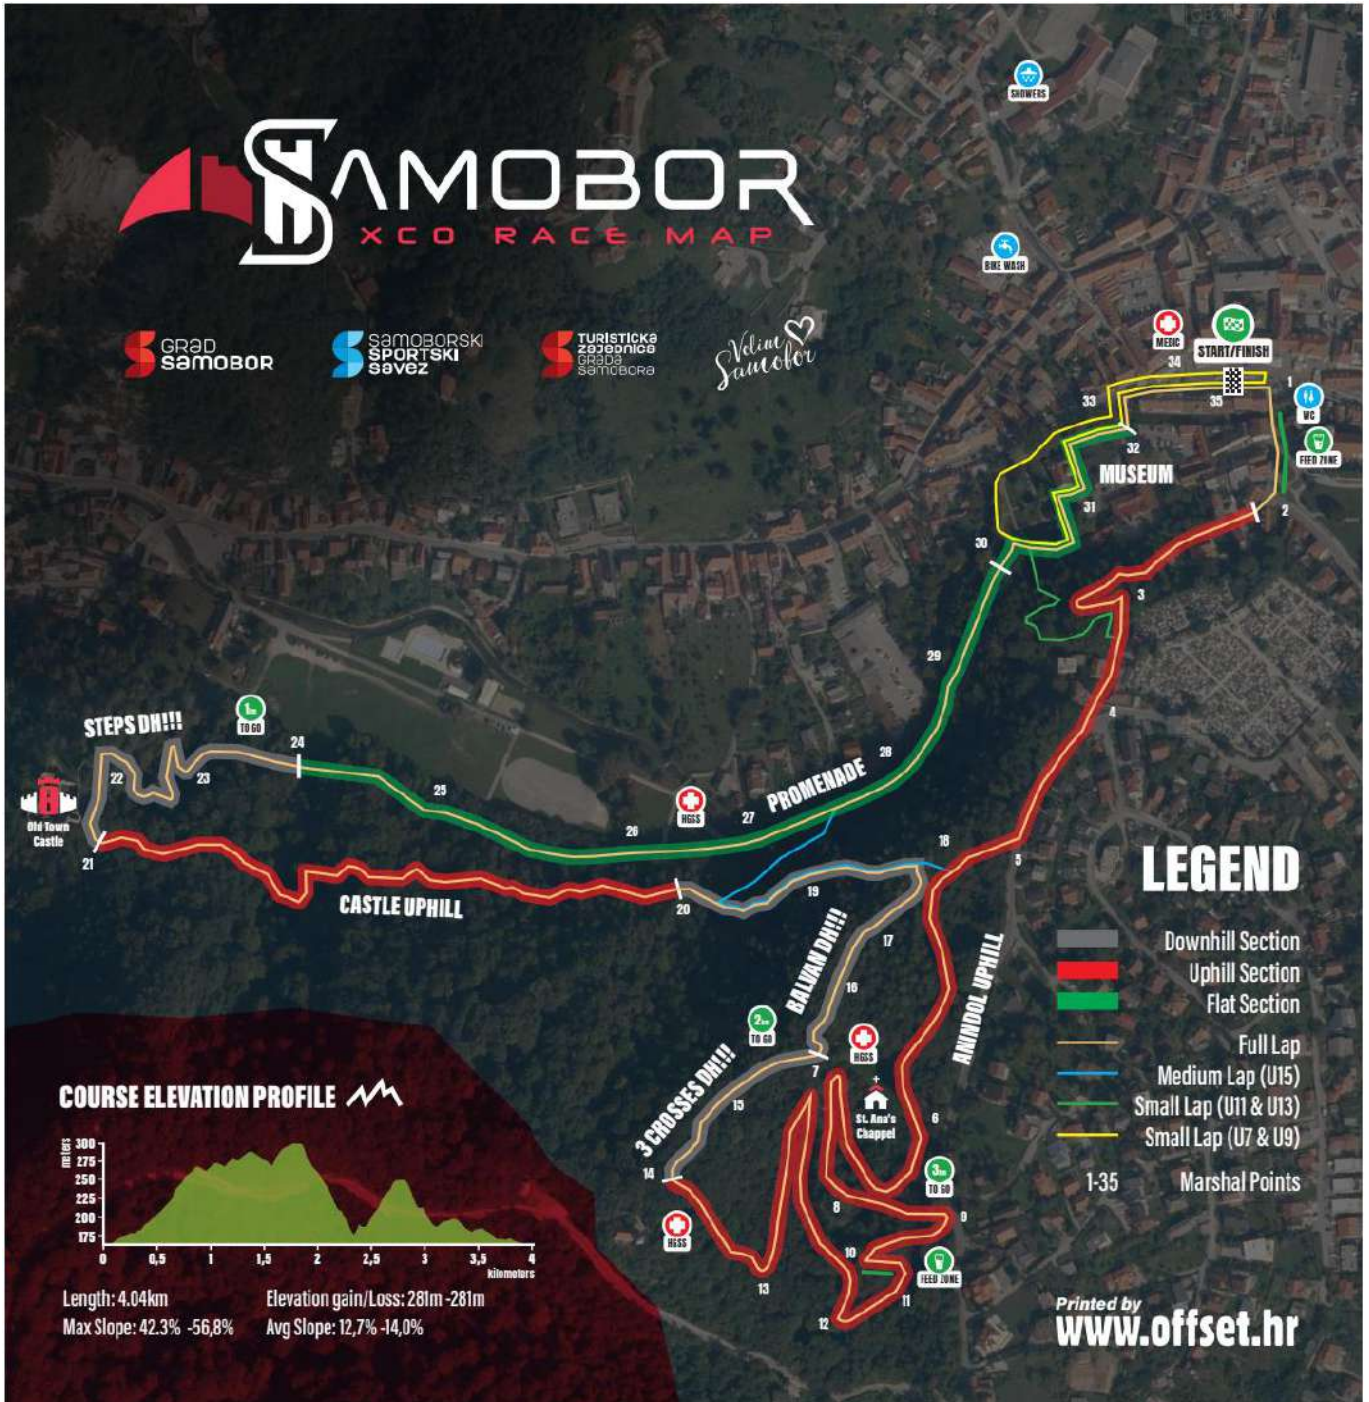 SHOWERS
SAMOBOR
XCO RACE MAP
BIKE WASH
GRAD
SAMOBOR
SAMOBORSKI
SPORTSKI
SAVEZ
TURISTIČKA
ZAJEDNICA
GRADA
SAMOBORA
Volim
Samobor
MEDIC
START/FINISH
34
1
33
35
WC
32
FEED ZONE
MUSEUM
31
2
30
3
29
4
STEPS DH!!!
1km
TO GO
24
22
23
28
PROMENADE
25
HGSS
27
26
Old Town
Castle
21
18
5
CASTLE UPHILL
20
19
BALVAN DH!!!
17
ANINDOL UPHILL
16
2km
TO GO
HGSS
3 CROSSES DH!!!
7
15
St. Ana's
Chappel
6
14
3km
TO GO
8
9
HGSS
10
FEED ZONE
13
11
12
LEGEND
Downhill Section
Uphill Section
Flat Section
Full Lap
Medium Lap (U15)
Small Lap (U11 & U13)
Small Lap (U7 & U9)
1-35 Marshal Points
COURSE ELEVATION PROFILE
meters
300
275
250
225
200
175
0 0,5 1 1,5 2 2,5 3 3,5 4
kilometers
Length: 4.04km Elevation gain/Loss: 281m -281m
Max Slope: 42.3% -56,8% Avg Slope: 12,7% -14,0%
Printed by
www.offset.hr